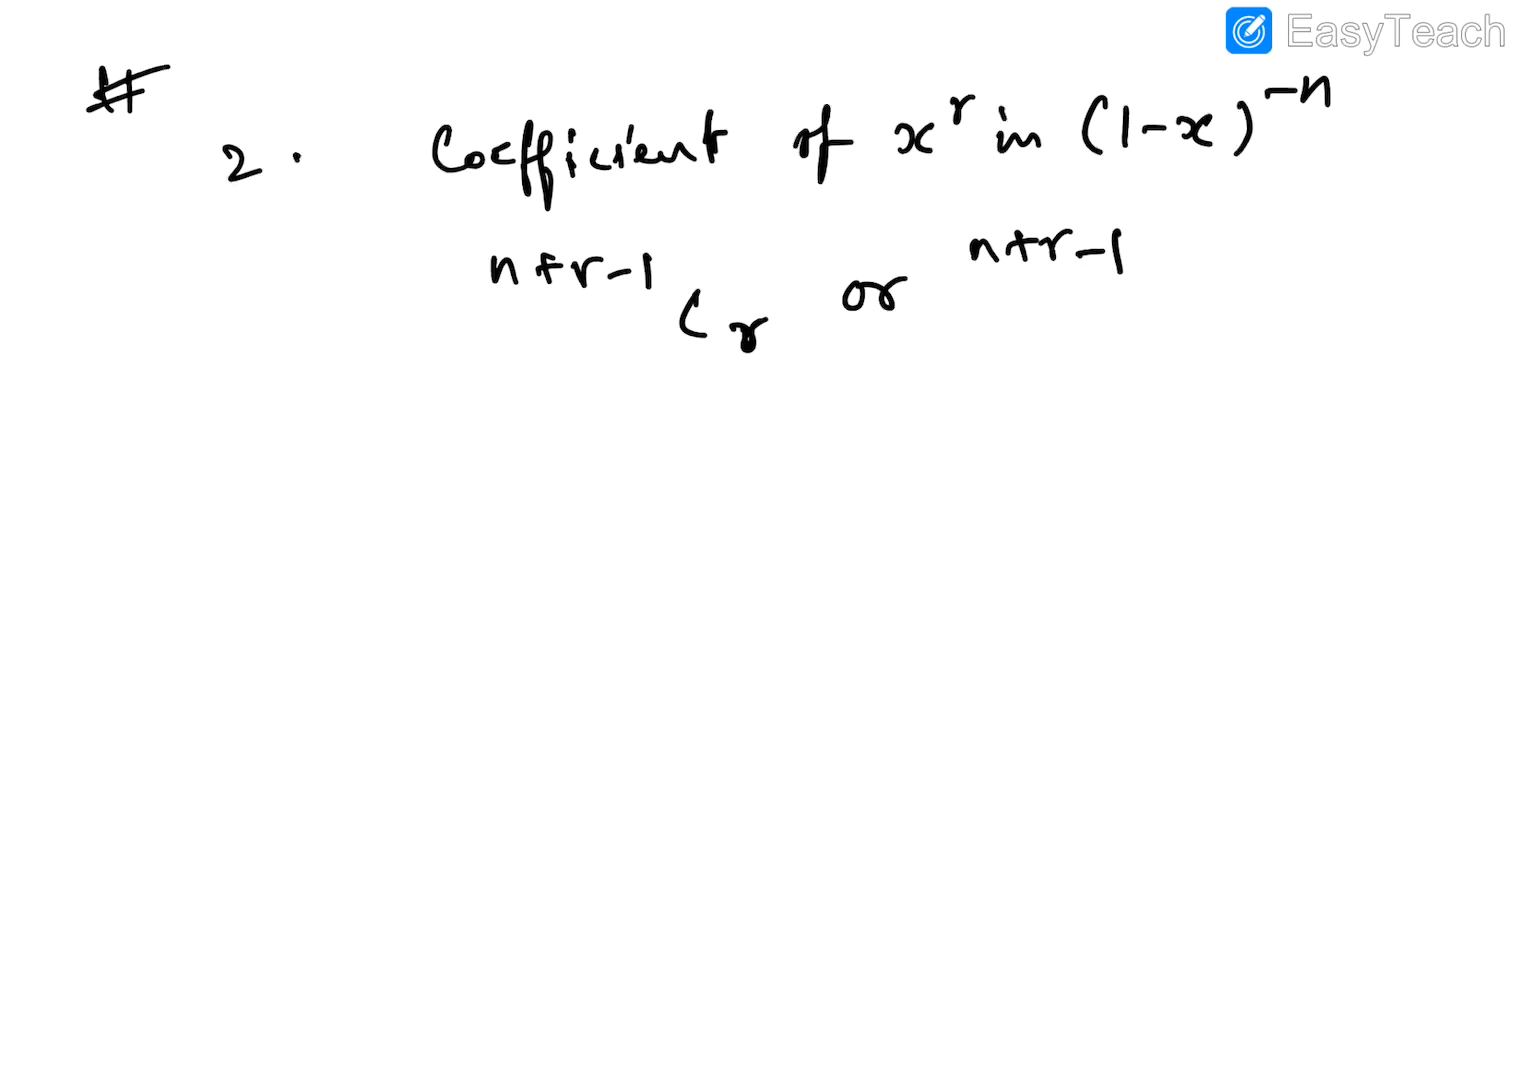 EasyTeach
#
2. Coefficient of x^r in (1-x)^-n
n+r-1 C r or n+r-1